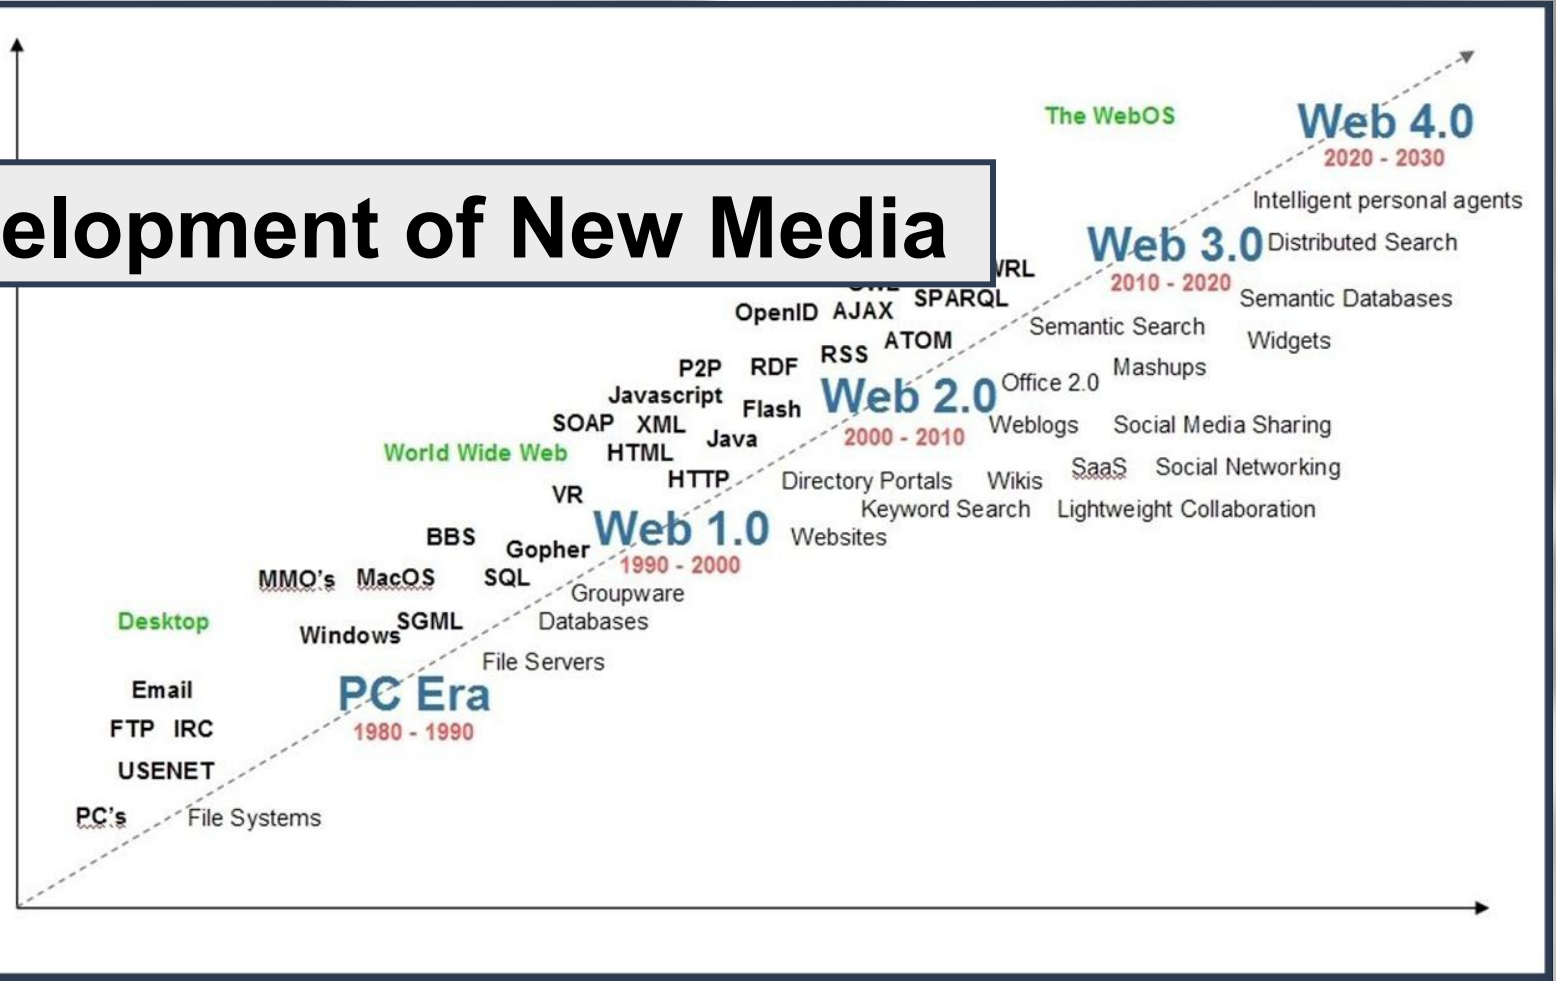 The WebOS
Web 4.0
2020 - 2030
elopment of New Media
Intelligent personal agents
Web 3.0 Distributed Search
2010 - 2020
SPARQL
Semantic Databases
OpenID AJAX
Semantic Search
Widgets
ATOM
RSS
P2P RDF
Mashups
Office 2.0
Javascript
Web 2.0
Flash
SOAP XML
Weblogs Social Media Sharing
Java
2000 - 2010
World Wide Web HTML
SaaS Social Networking
HTTP
Directory Portals Wikis
VR
Keyword Search Lightweight Collaboration
Web 1.0
BBS
Websites
Gopher
1990 - 2000
MMO's MacOS SQL
Groupware
Desktop
SGML
Databases
Windows
File Servers
Email
PC Era
FTP IRC
1980 - 1990
USENET
PC's File Systems